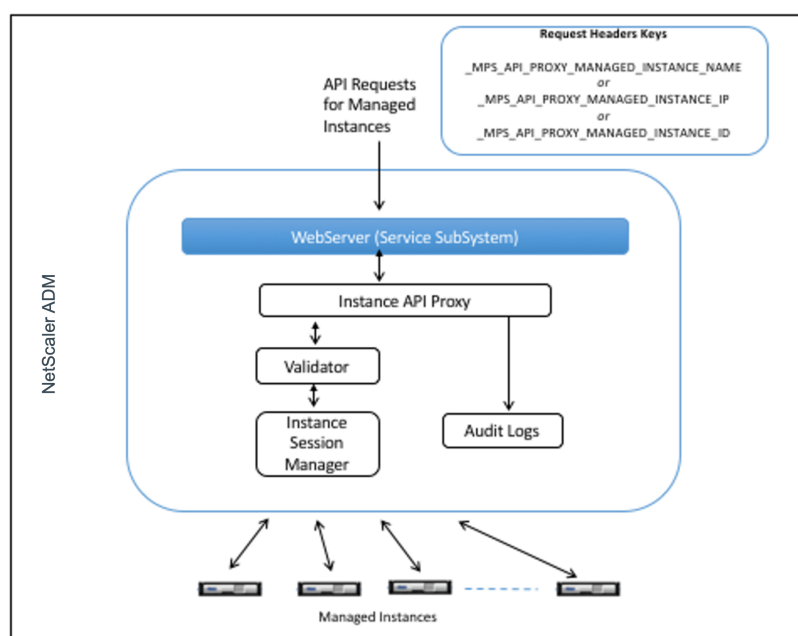 Request Headers Keys
_MPS_API_PROXY_MANAGED_INSTANCE_NAME
or
_MPS_API_PROXY_MANAGED_INSTANCE_IP
or
_MPS_API_PROXY_MANAGED_INSTANCE_ID
API Requests
for Managed
Instances
WebServer (Service SubSystem)
Instance API Proxy
Validator
Instance
Session
Manager
Audit Logs
NetScaler ADM
Managed Instances